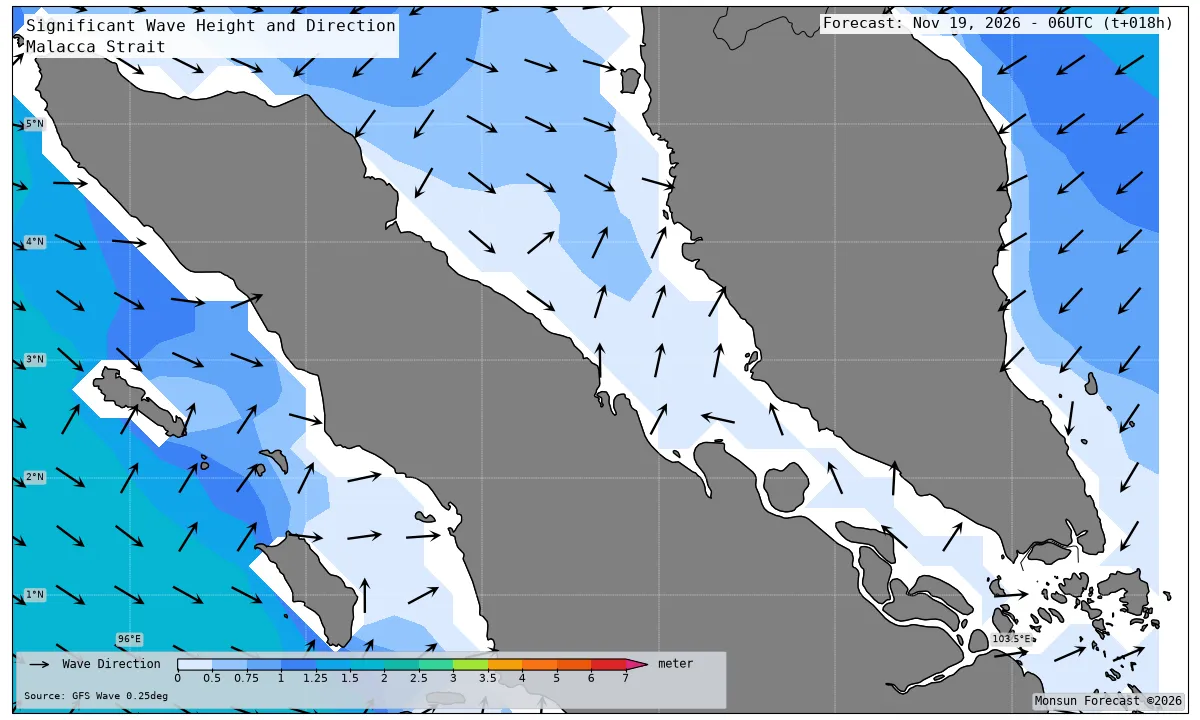 Significant Wave Height and Direction
Malacca Strait
Forecast: Nov 19, 2026 - 06UTC (t+018h)
5°N
4°N
3°N
2°N
1°N
96°E
103.5°E
Wave Direction
meter
0 0.5 0.75 1 1.25 1.5 2 2.5 3 3.5 4 5 6 7
Source: GFS Wave 0.25deg
Monsun Forecast ©2026